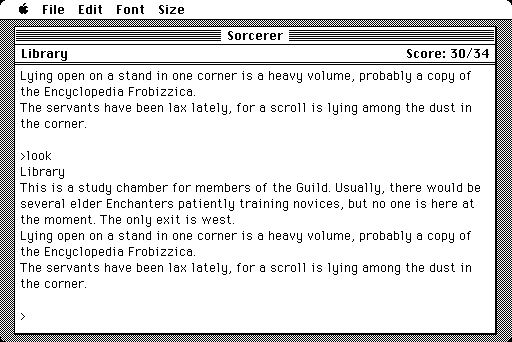 File Edit Font Size
Sorcerer
Library Score: 30/34
Lying open on a stand in one corner is a heavy volume, probably a copy of
the Encyclopedia Frobizzica.
The servants have been lax lately, for a scroll is lying among the dust in
the corner.
>look
Library
This is a study chamber for members of the Guild. Usually, there would be
several elder Enchanters patiently training novices, but no one is here at
the moment. The only exit is west.
Lying open on a stand in one corner is a heavy volume, probably a copy of
the Encyclopedia Frobizzica.
The servants have been lax lately, for a scroll is lying among the dust in
the corner.
>